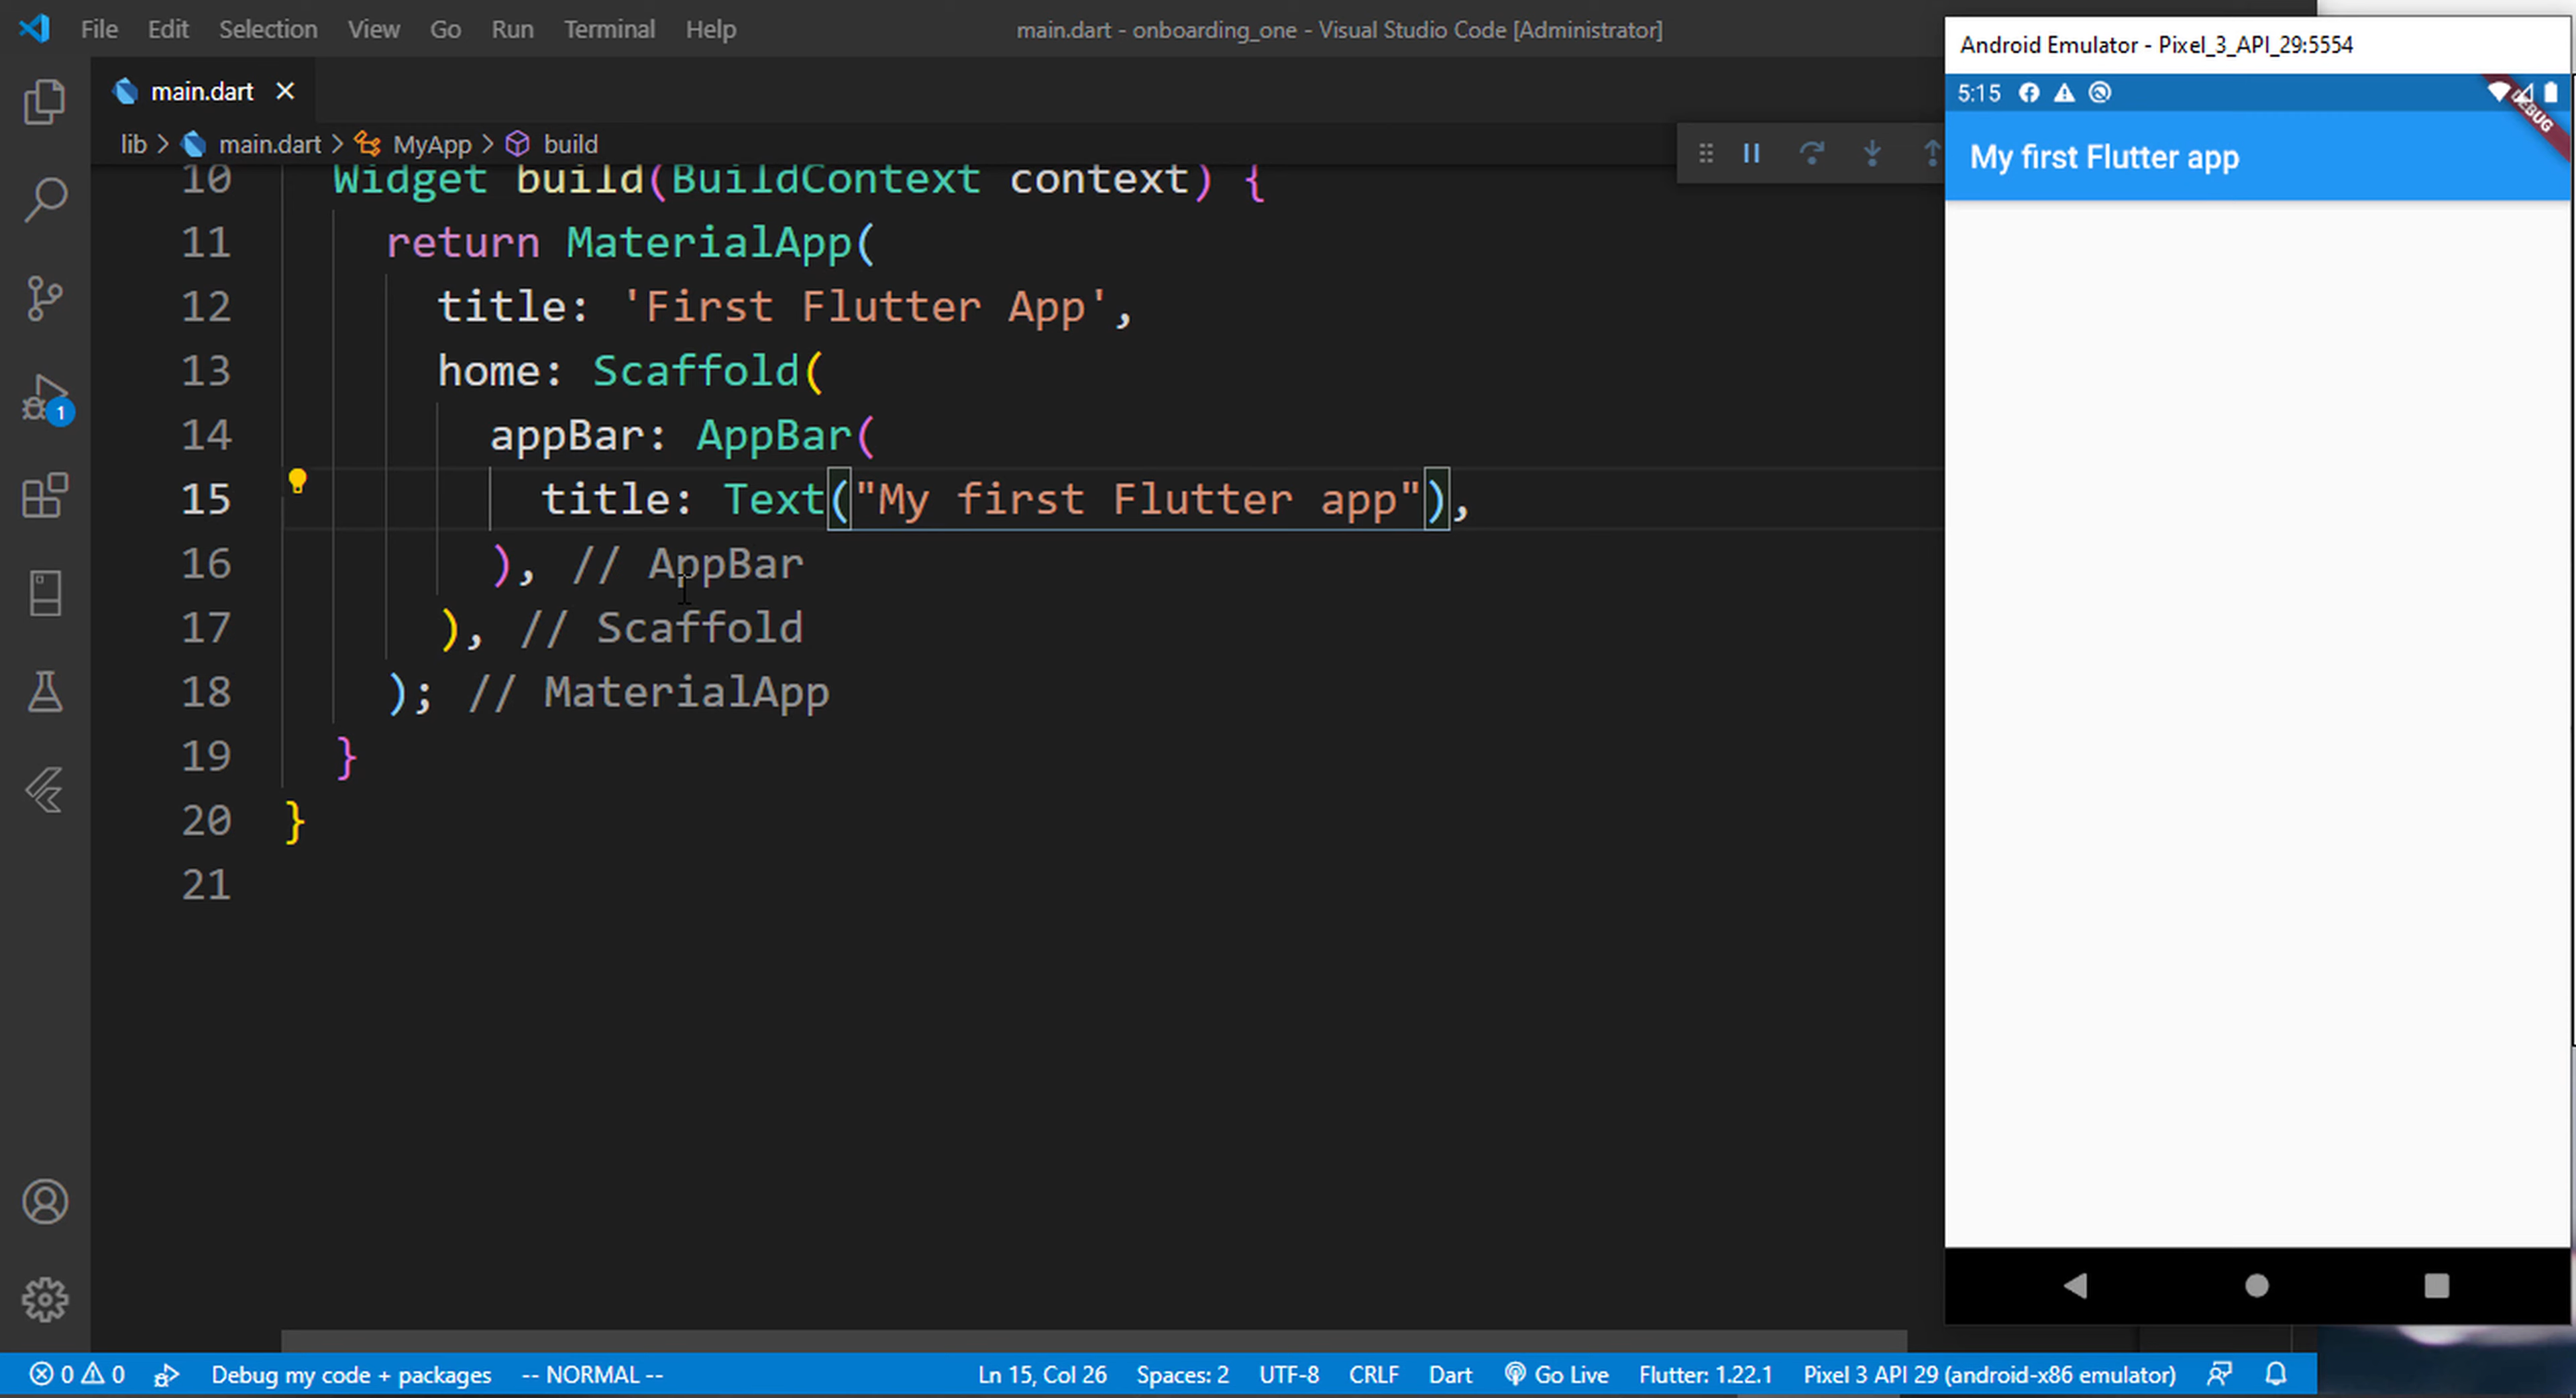 File Edit Selection View Go Run Terminal Help
main.dart - onboarding_one - Visual Studio Code [Administrator]
main.dart
lib > main.dart > MyApp > build
10 Widget build(BuildContext context) {
11 return MaterialApp(
12 title: 'First Flutter App',
13 home: Scaffold(
14 appBar: AppBar(
15 title: Text("My first Flutter app"),
16 ), // AppBar
17 ), // Scaffold
18 ); // MaterialApp
19 }
20 }
21
1
0 0 Debug my code + packages -- NORMAL -- Ln 15, Col 26 Spaces: 2 UTF-8 CRLF Dart Go Live Flutter: 1.22.1 Pixel 3 API 29 (android-x86 emulator)
Android Emulator - Pixel_3_API_29:5554
5:15
DEBUG
My first Flutter app